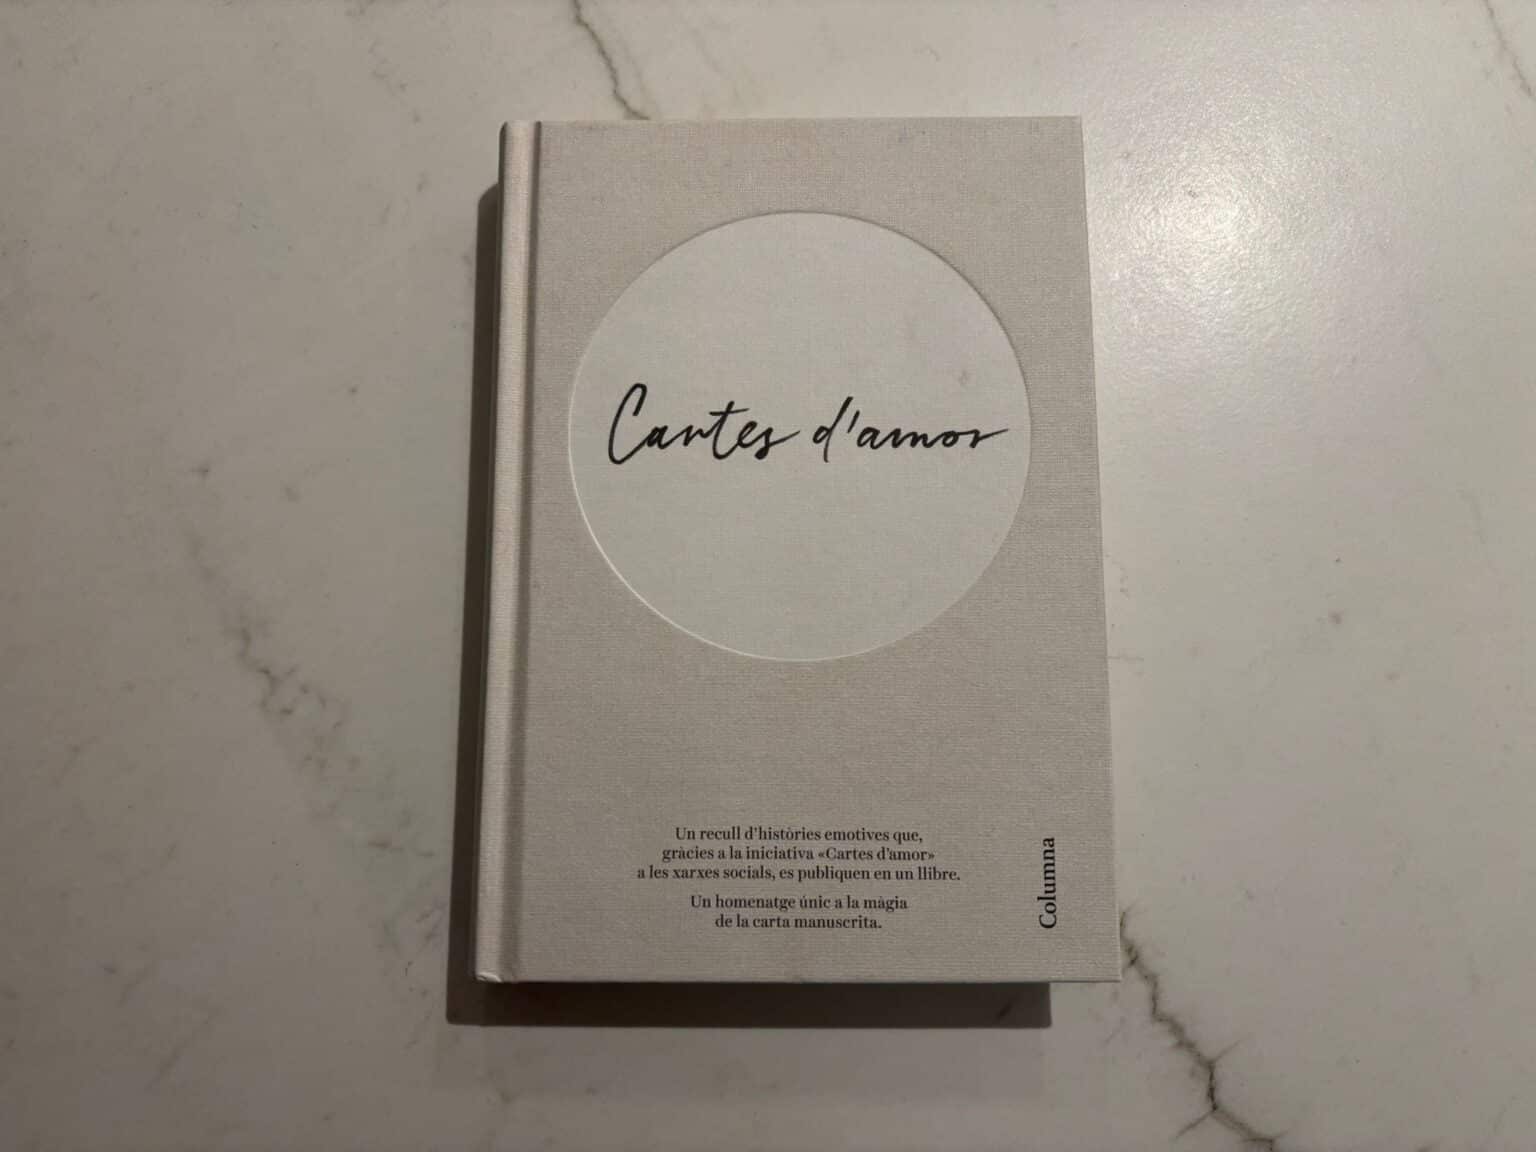 Cartes d'amor
Un recull d'històries emotives que,
gràcies a la iniciativa «Cartes d'amor»
a les xarxes socials, es publiquen en un llibre.
Un homenatge únic a la màgia
de la carta manuscrita.
Columna